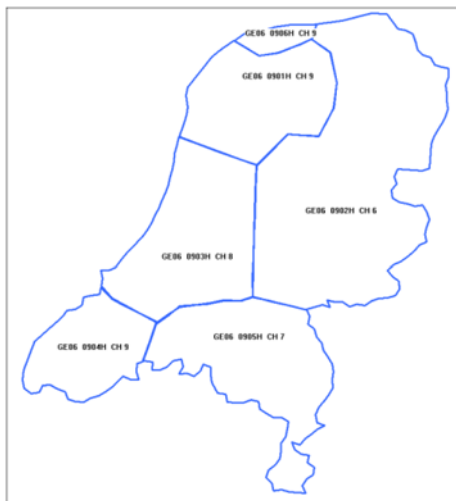 GE06 0906H CH 9
GE06 0901H CH 9
GE06 0902H CH 6
GE06 0903H CH 8
GE06 0905H CH 7
GE06 0904H CH 9